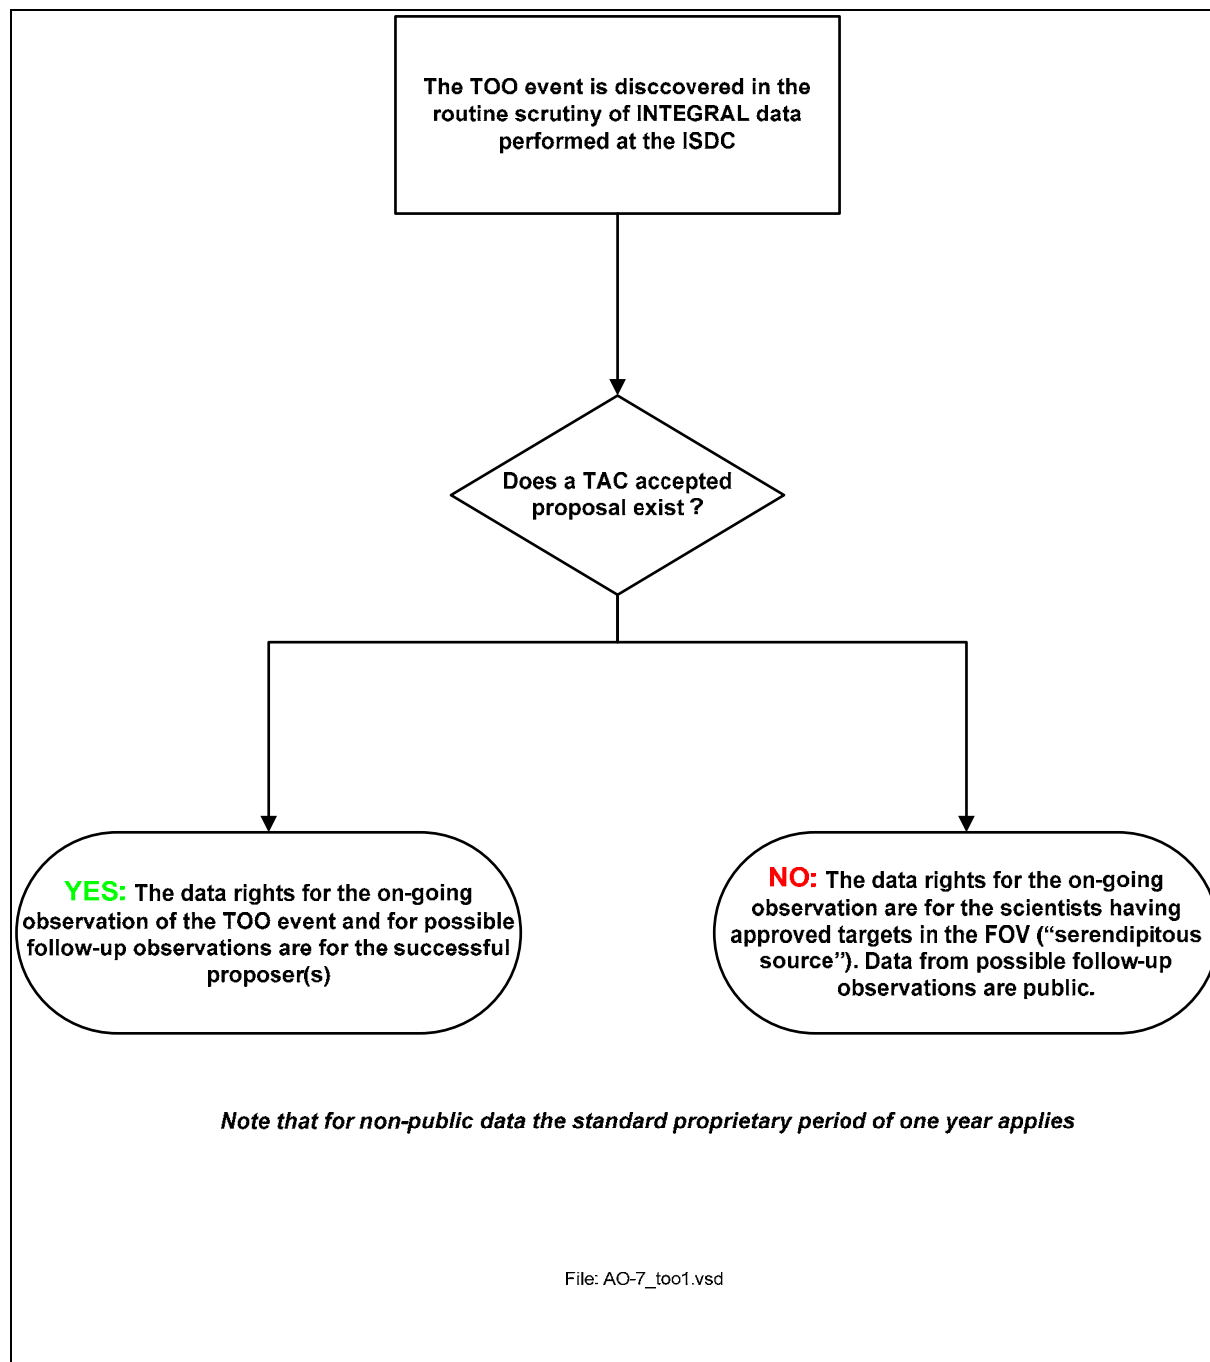 The TOO event is disccovered in the
routine scrutiny of INTEGRAL data
performed at the ISDC
Does a TAC accepted
proposal exist ?
YES: The data rights for the on-going
observation of the TOO event and for possible
follow-up observations are for the successful
proposer(s)
NO: The data rights for the on-going
observation are for the scientists having
approved targets in the FOV (“serendipitous
source”). Data from possible follow-up
observations are public.
Note that for non-public data the standard proprietary period of one year applies
File: AO-7_too1.vsd